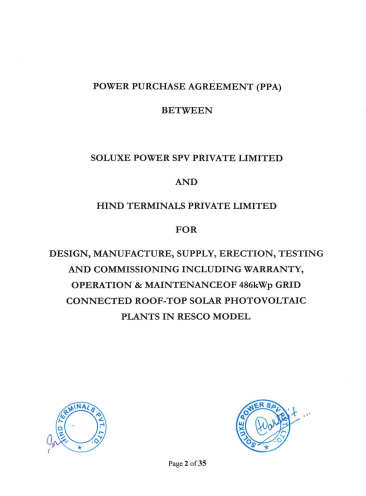 POWER PURCHASE AGREEMENT (PPA)
BETWEEN
SOLUXE POWER SPV PRIVATE LIMITED
AND
HIND TERMINALS PRIVATE LIMITED
FOR
DESIGN, MANUFACTURE, SUPPLY, ERECTION, TESTING
AND COMMISSIONING INCLUDING WARRANTY,
OPERATION & MAINTENANCEOF 486kWp GRID
CONNECTED ROOF-TOP SOLAR PHOTOVOLTAIC
PLANTS IN RESCO MODEL
HIND TERMINALS PVT. LTD.
SOLUXE POWER SPV PVT. LTD.
Page 2 of 35